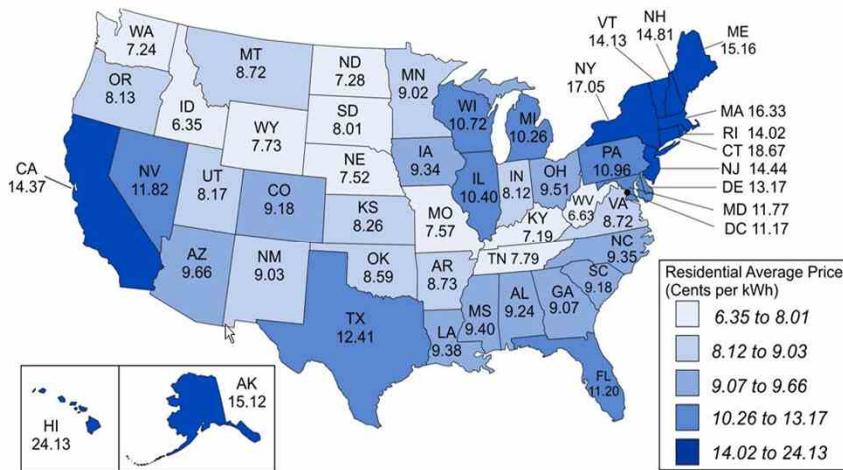 WA
7.24
OR
8.13
CA
14.37
ID
6.35
NV
11.82
MT
8.72
WY
7.73
UT
8.17
AZ
9.66
CO
9.18
NM
9.03
ND
7.28
SD
8.01
NE
7.52
KS
8.26
OK
8.59
TX
12.41
MN
9.02
IA
9.34
MO
7.57
AR
8.73
LA
9.38
WI
10.72
IL
10.40
MI
10.26
IN
8.12
OH
9.51
KY
7.19
TN 7.79
MS
9.40
AL
9.24
GA
9.07
FL
11.20
SC
9.18
NC
9.35
VA
8.72
WV
6.63
PA
10.96
NY
17.05
VT
14.13
NH
14.81
ME
15.16
MA 16.33
RI 14.02
CT 18.67
NJ 14.44
DE 13.17
MD 11.77
DC 11.17
HI
24.13
AK
15.12
Residential Average Price
(Cents per kWh)
6.35 to 8.01
8.12 to 9.03
9.07 to 9.66
10.26 to 13.17
14.02 to 24.13